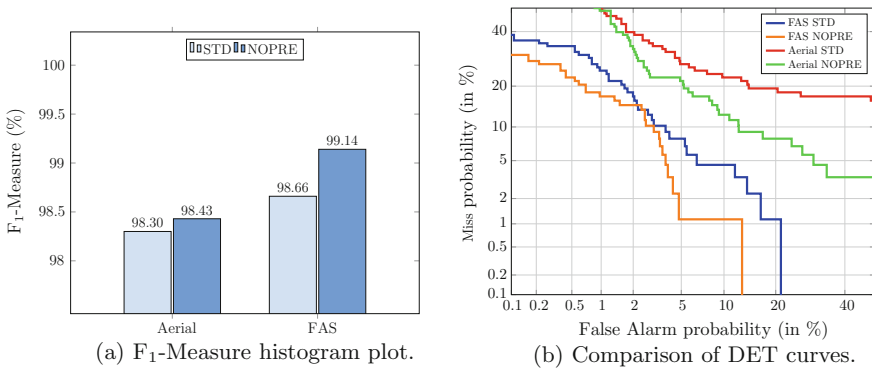 STD NOPRE
100
99.5
99
98.5
98
F1-Measure (%)
98.30
98.43
98.66
99.14
Aerial
FAS
(a) F1-Measure histogram plot.
FAS STD
FAS NOPRE
Aerial STD
Aerial NOPRE
40
20
10
5
2
1
0.5
0.2
0.1
Miss probability (in %)
0.1 0.2 0.5 1 2 5 10 20 40
False Alarm probability (in %)
(b) Comparison of DET curves.